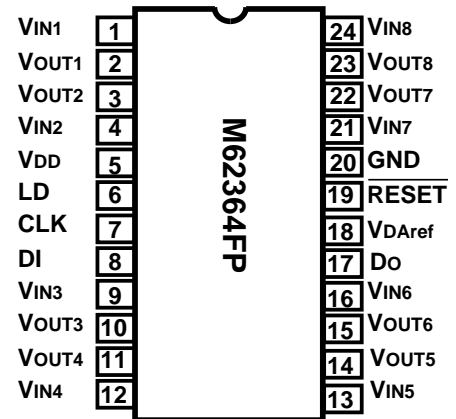 VIN1 1 24 VIN8
VOUT1 2 23 VOUT8
VOUT2 3 22 VOUT7
VIN2 4 21 VIN7
VDD 5 20 GND
LD 6 19 RESET
CLK 7 18 VDAref
DI 8 17 DO
VIN3 9 16 VIN6
VOUT3 10 15 VOUT6
VOUT4 11 14 VOUT5
VIN4 12 13 VIN5
M62364FP